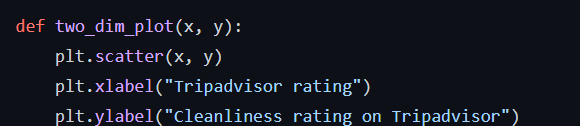 def two_dim_plot(x, y):
    plt.scatter(x, y)
    plt.xlabel("Tripadvisor rating")
    plt.ylabel("Cleanliness rating on Tripadvisor")